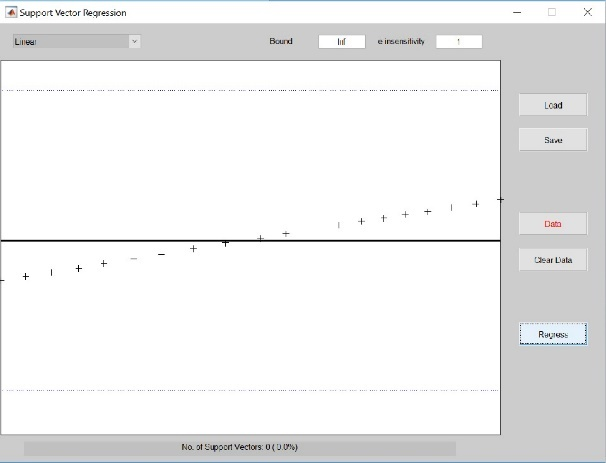 Support Vector Regression
Linear
Bound
Inf
e insensitivity
1
Load
Save
Data
Clear Data
Regress
No. of Support Vectors: 0 ( 0.0%)